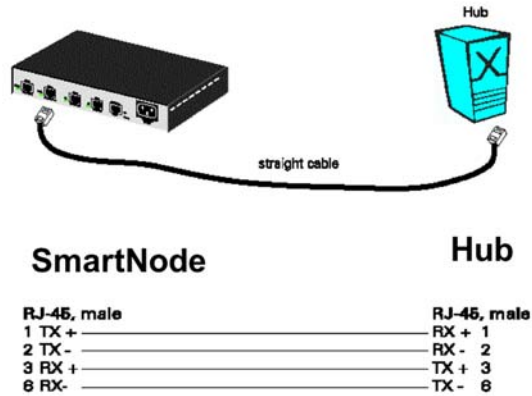 Hub
X
straight cable
SmartNode
Hub
RJ-45, male
RJ-45, male
1 TX + RX + 1
2 TX - RX - 2
3 RX + TX + 3
6 RX- TX - 6